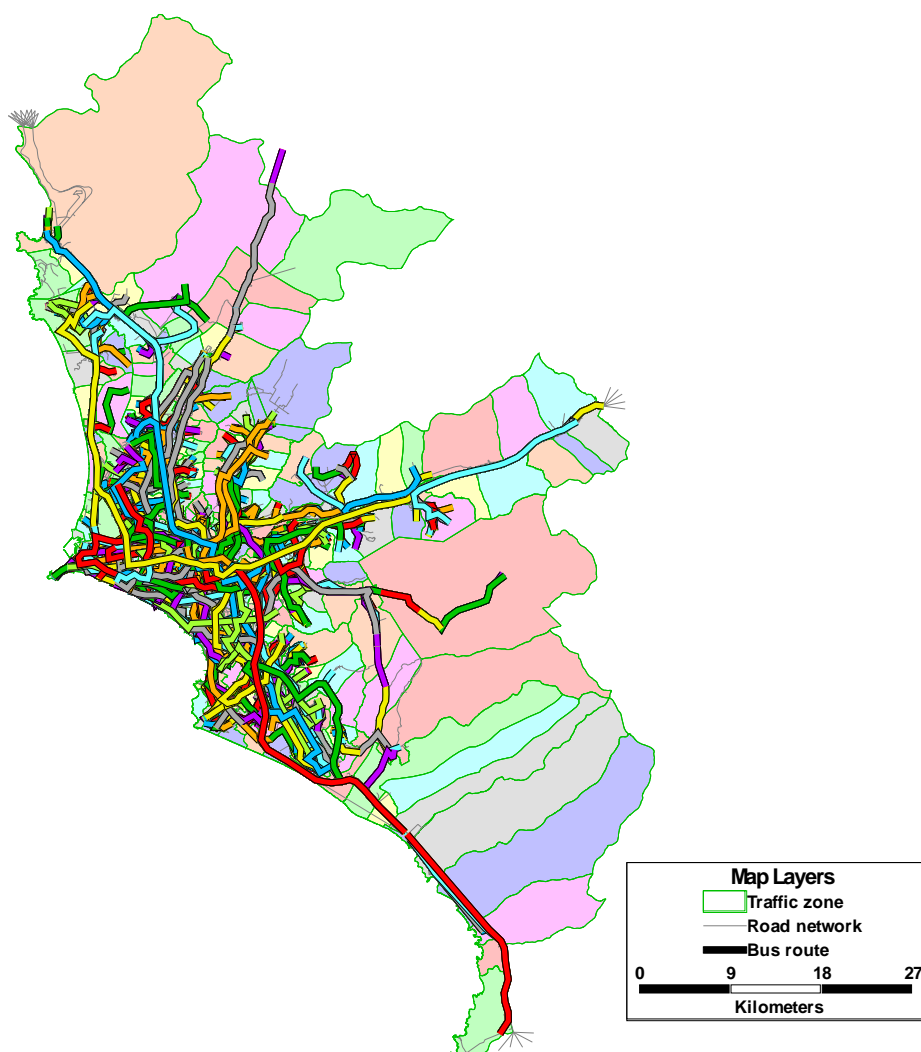 Map Layers
Traffic zone
Road network
Bus route
0 9 18 27
Kilometers